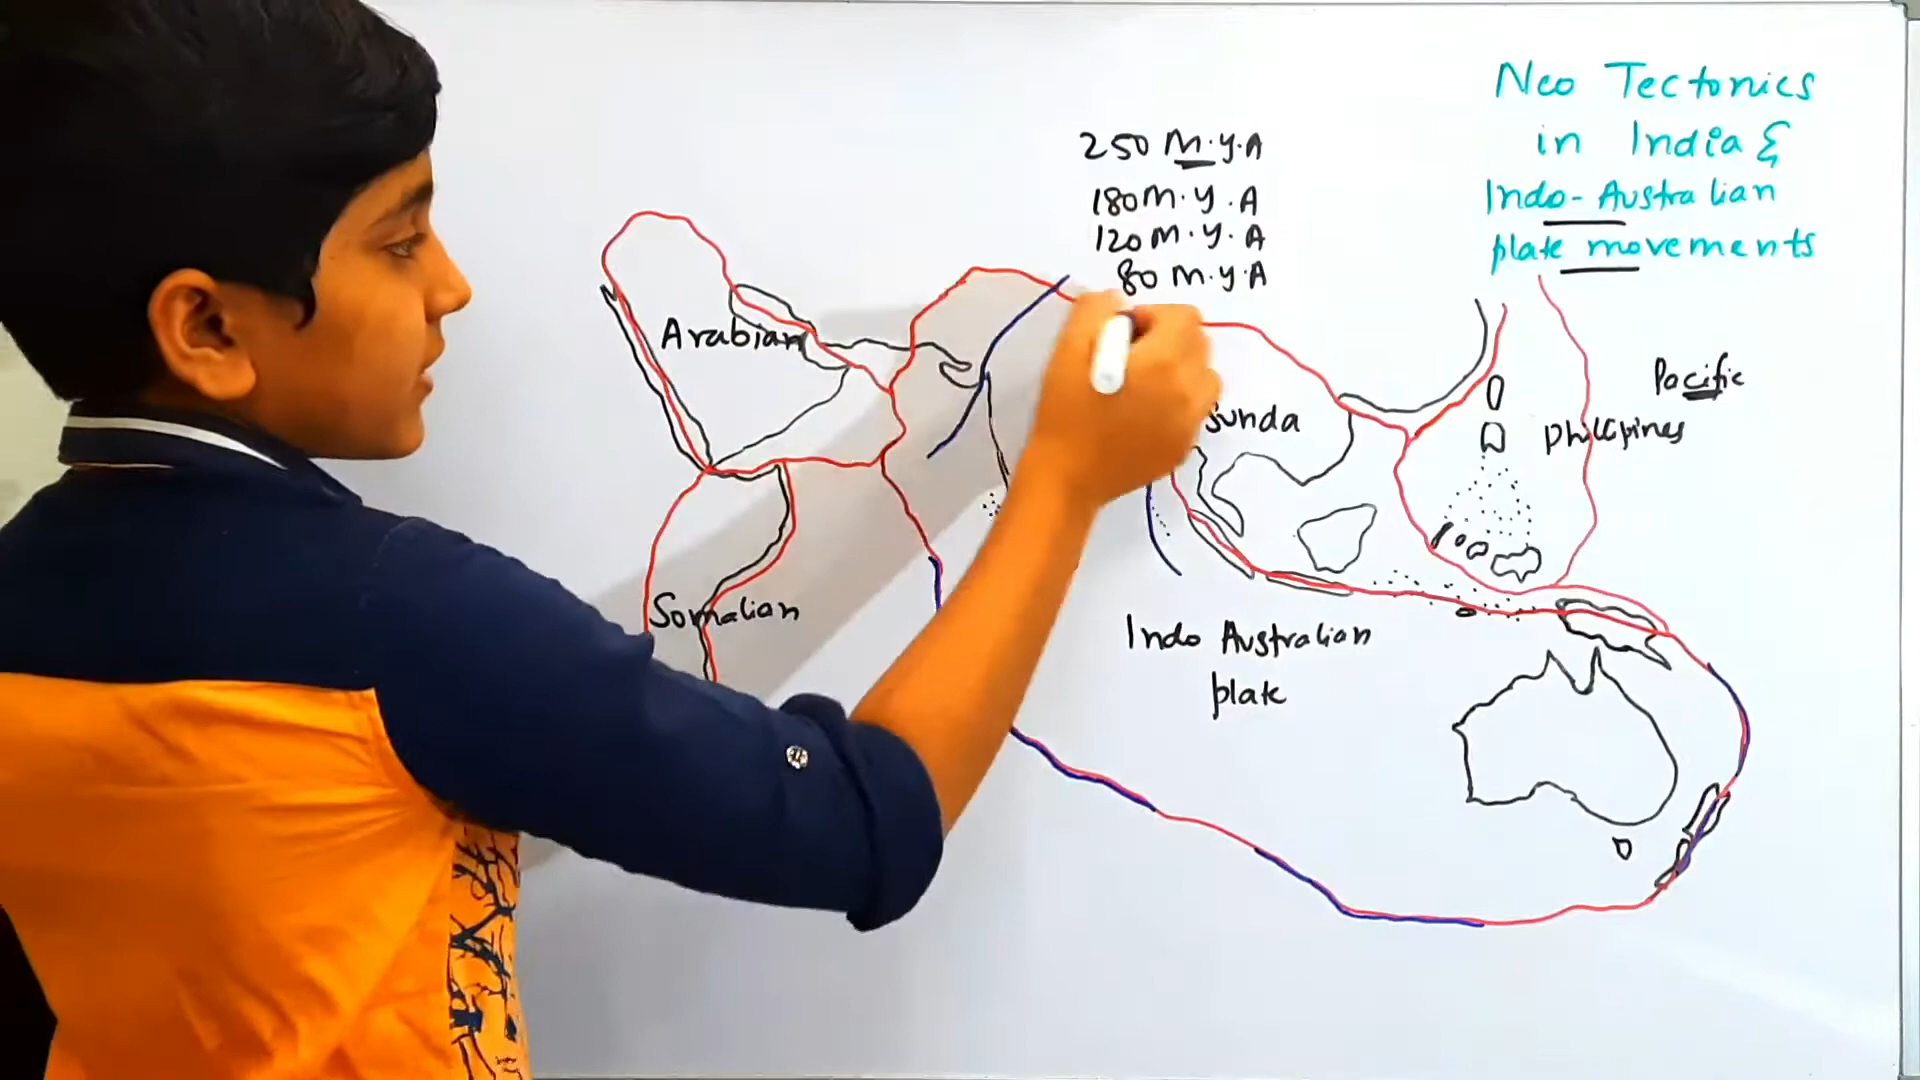 Neo Tectonics
in India &
Indo-Australian
plate movements
250 M.Y.A
180 M.Y.A
120 M.Y.A
80 M.Y.A
Arabian
Sunda
Pacific
Philipines
Somalian
Indo Australian
plate